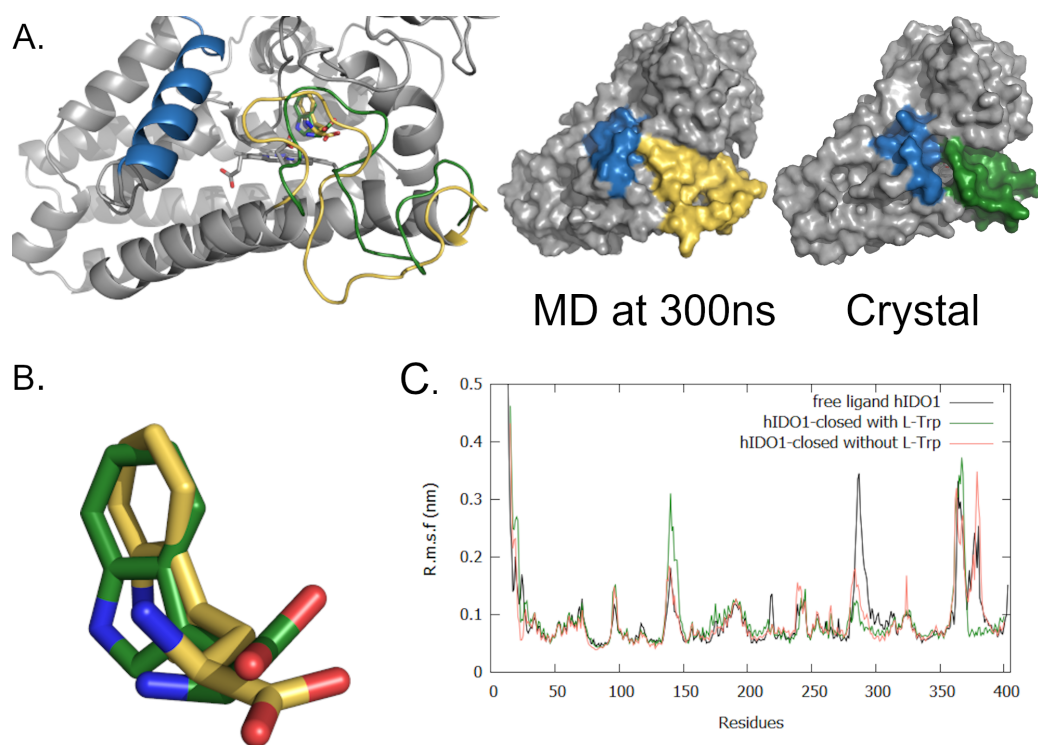 A.
MD at 300ns
Crystal
B.
C.
0.5
0.4
0.3
0.2
0.1
0
R.m.s.f (nm)
free ligand hIDO1
hIDO1-closed with L-Trp
hIDO1-closed without L-Trp
0 50 100 150 200 250 300 350 400
Residues